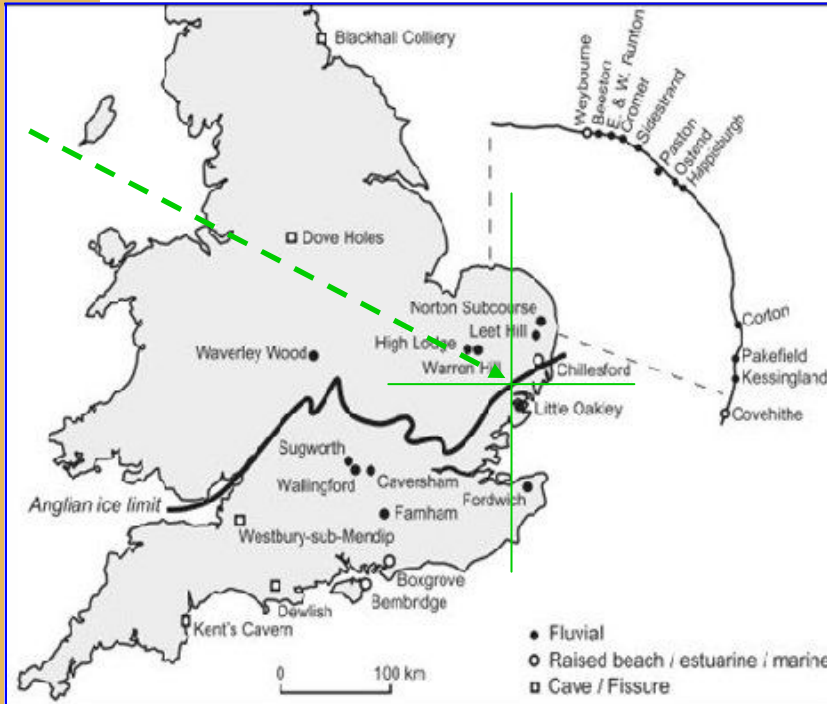 Blackhall Colliery
Weybourne
Beeston
E. & W. Runton
Cromer
Sidestrand
Paston
Ostend
Happisburgh
Dove Holes
Norton Subcourse
Leet Hill
Corton
High Lodge
Waverley Wood
Warren Hill
Chillesford
Pakefield
Kessingland
Little Oakley
Covehithe
Sugworth
Wallingford
Caversham
Fordwich
Anglian ice limit
Farnham
Westbury-sub-Mendip
Boxgrove
Dewlish
Bembridge
Kent's Cavern
Fluvial
Raised beach / estuarine / marine
Cave / Fissure
0 100 km